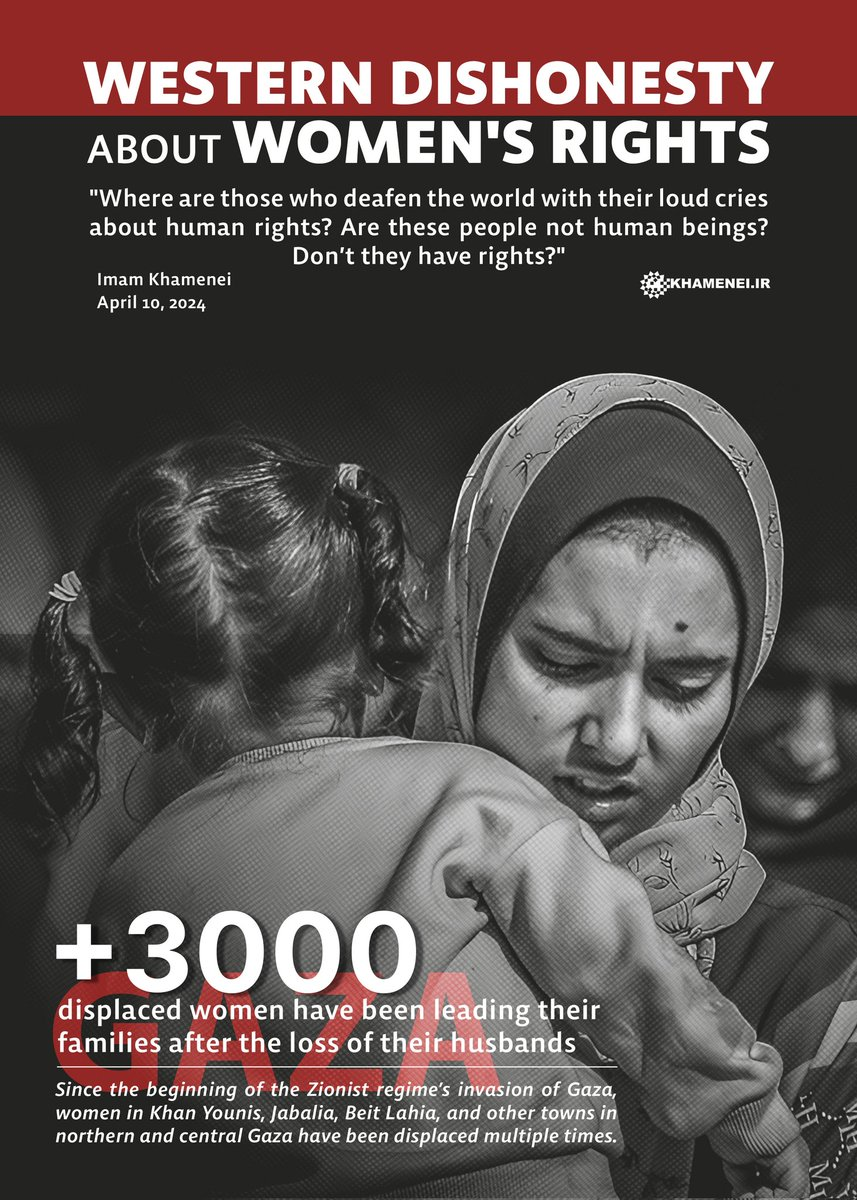 WESTERN DISHONESTY
ABOUT WOMEN'S RIGHTS
"Where are those who deafen the world with their loud cries
about human rights? Are these people not human beings?
Don’t they have rights?"
Imam Khamenei
April 10, 2024
KHAMENEI.IR
+3000
GAZA
displaced women have been leading their
families after the loss of their husbands
Since the beginning of the Zionist regime’s invasion of Gaza,
women in Khan Younis, Jabalia, Beit Lahia, and other towns in
northern and central Gaza have been displaced multiple times.